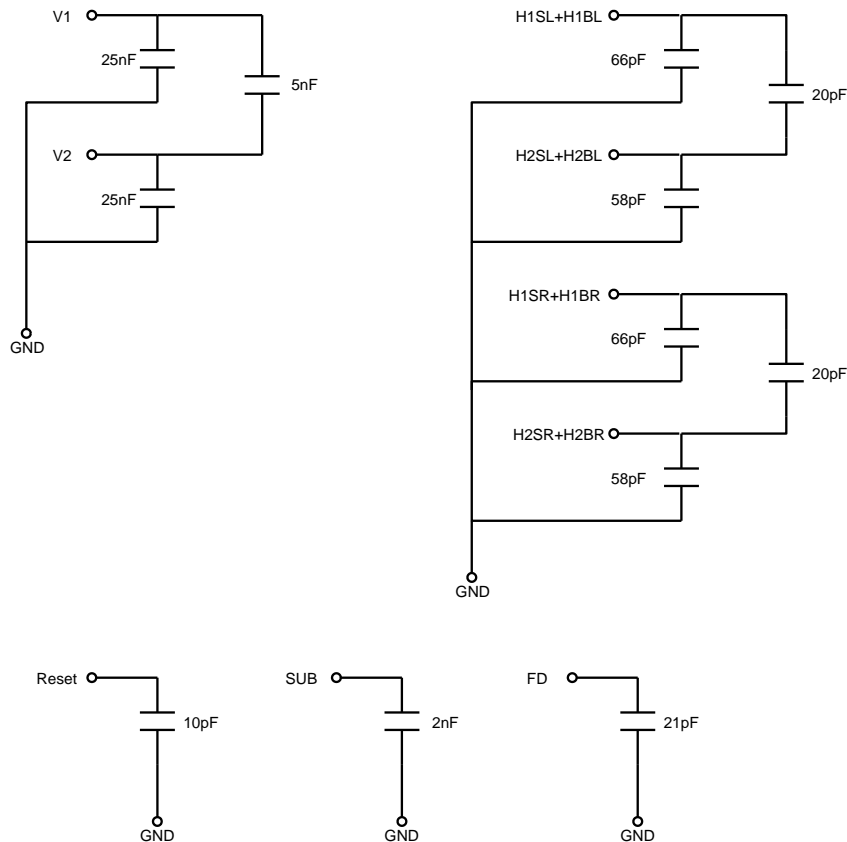 V1
25nF
5nF
V2
25nF
GND
H1SL+H1BL
66pF
20pF
H2SL+H2BL
58pF
H1SR+H1BR
66pF
20pF
H2SR+H2BR
58pF
GND
Reset
10pF
GND
SUB
2nF
GND
FD
21pF
GND